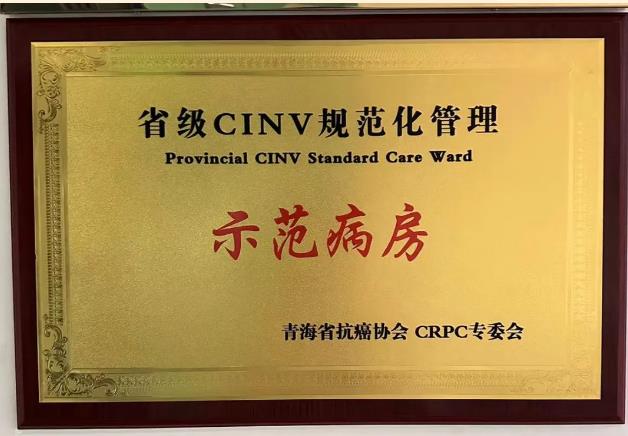 省级CINV规范化管理
Provincial CINV Standard Care Ward
示范病房
青海省抗癌协会 CRPC专委会